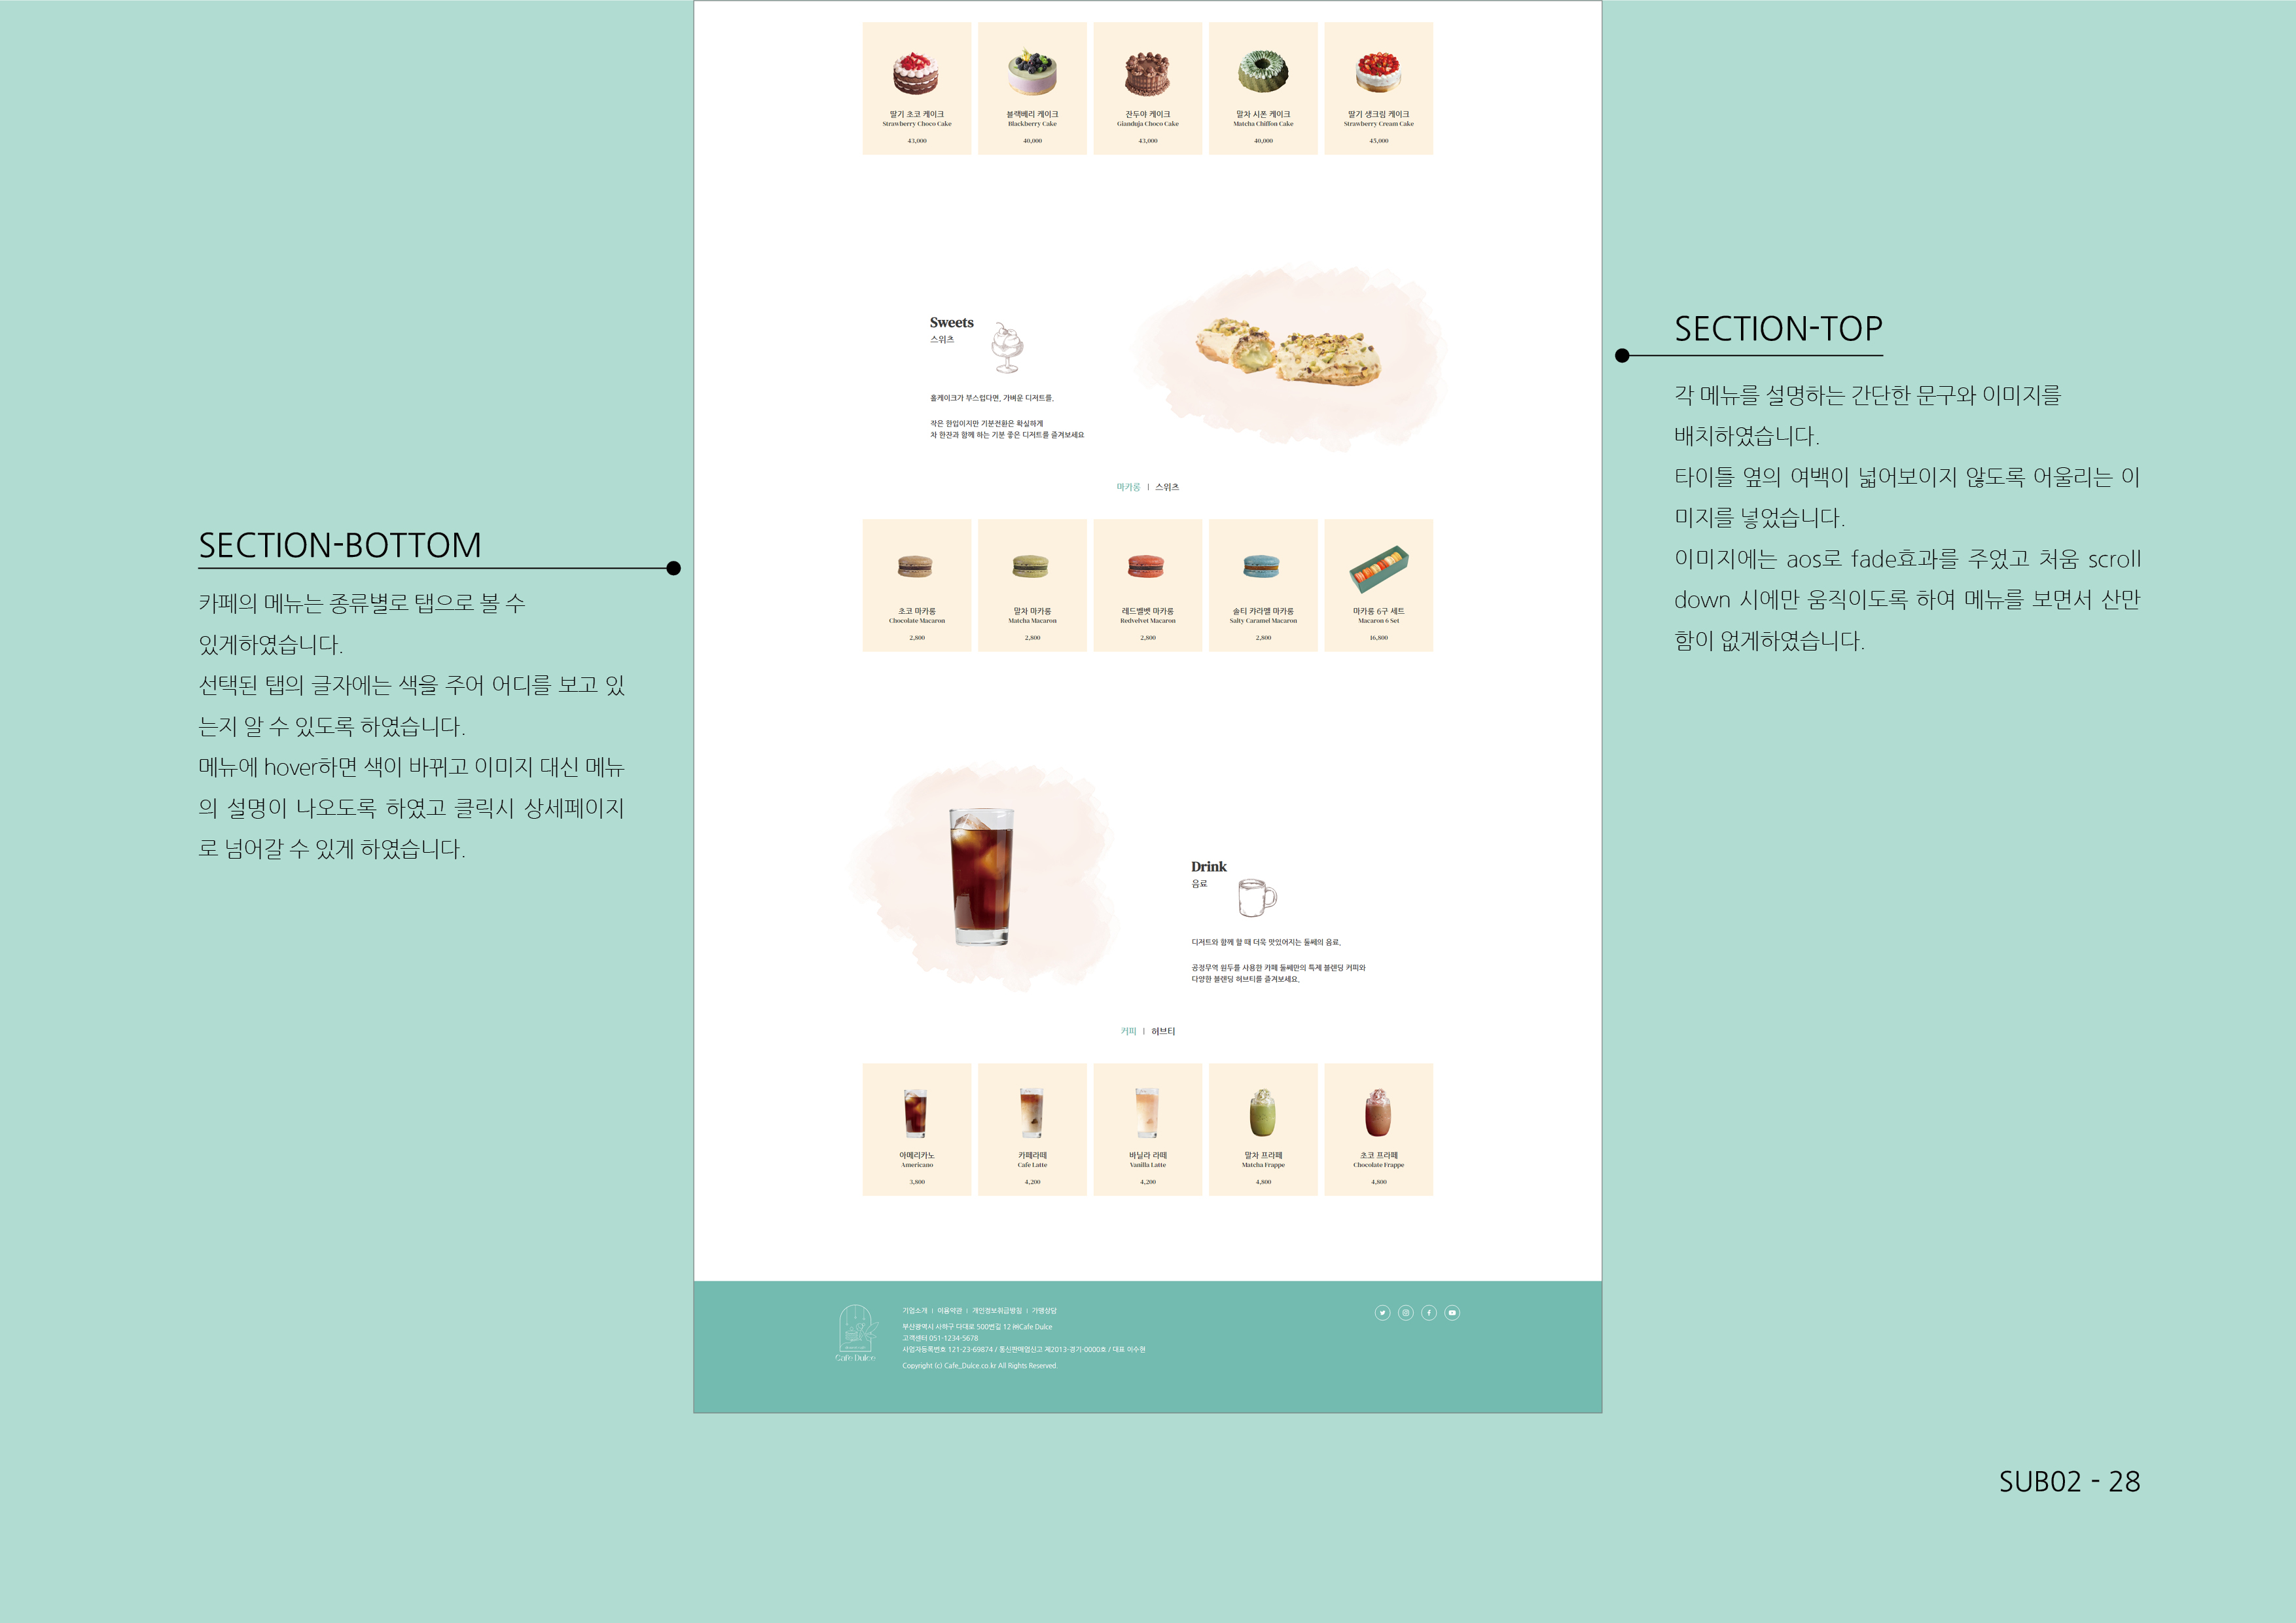 딸기 초코 케이크
Strawberry Choco Cake
43,000
블랙베리 케이크
Blackberry Cake
40,000
잔두야 케이크
Gianduja Choco Cake
43,000
말차 시폰 케이크
Matcha Chiffon Cake
40,000
딸기 생크림 케이크
Strawberry Cream Cake
45,000
Sweets
스위츠
홀케이크가 부스럽다면, 가벼운 디저트를.
작은 한입이지만 기분전환은 확실하게
차 한잔과 함께 하는 기분 좋은 디저트를 즐겨보세요
마카롱 | 스위츠
초코 마카롱
Chocolate Macaron
2,800
말차 마카롱
Matcha Macaron
2,800
레드벨벳 마카롱
Redvelvet Macaron
2,800
솔티 카라멜 마카롱
Salty Caramel Macaron
2,800
마카롱 6구 세트
Macaron 6 Set
16,800
Drink
음료
디저트와 함께 할 때 더욱 맛있어지는 둘쎄의 음료.
공정무역 원두를 사용한 카페 둘쎄만의 특제 블렌딩 커피와
다양한 블렌딩 허브티를 즐겨보세요.
커피 | 허브티
아메리카노
Americano
3,800
카페라떼
Cafe Latte
4,200
바닐라 라떼
Vanilla Latte
4,200
말차 프라페
Matcha Frappe
4,800
초코 프라페
Chocolate Frappe
4,800
Cafe Dulce
기업소개 | 이용약관 | 개인정보취급방침 | 가맹상담
부산광역시 사하구 다대로 500번길 12 ㈜Cafe Dulce
고객센터 051-1234-5678
사업자등록번호 121-23-69874 / 통신판매업신고 제2013-경기-0000호 / 대표 이수현
Copyright (c) Cafe_Dulce.co.kr All Rights Reserved.
SECTION-BOTTOM
카페의 메뉴는 종류별로 탭으로 볼 수
있게하였습니다.
선택된 탭의 글자에는 색을 주어 어디를 보고 있
는지 알 수 있도록 하였습니다.
메뉴에 hover하면 색이 바뀌고 이미지 대신 메뉴
의 설명이 나오도록 하였고 클릭시 상세페이지
로 넘어갈 수 있게 하였습니다.
SECTION-TOP
각 메뉴를 설명하는 간단한 문구와 이미지를
배치하였습니다.
타이틀 옆의 여백이 넓어보이지 않도록 어울리는 이
미지를 넣었습니다.
이미지에는 aos로 fade효과를 주었고 처움 scroll
down 시에만 움직이도록 하여 메뉴를 보면서 산만
함이 없게하였습니다.
SUB02 - 28